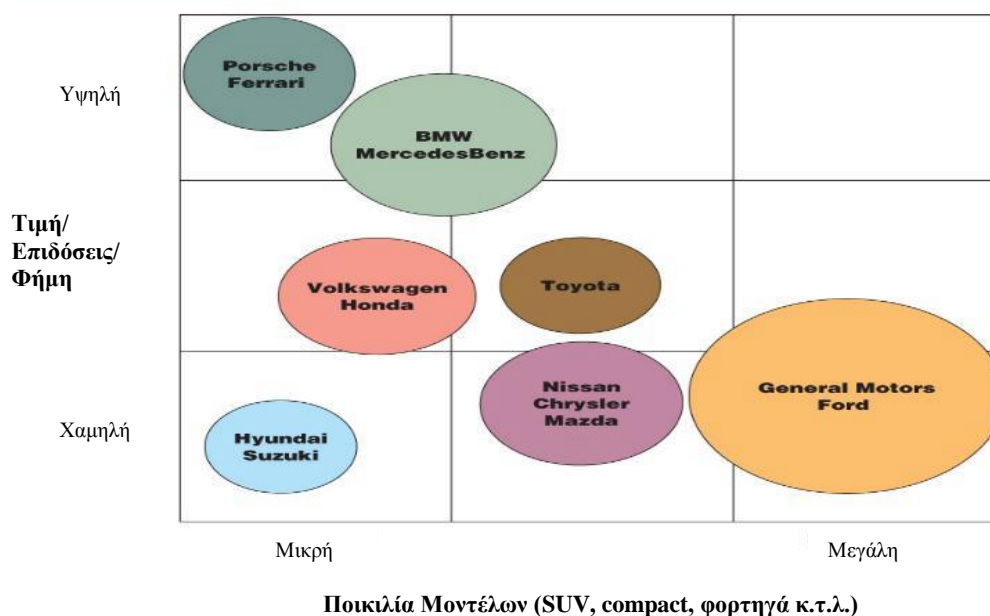 Porsche
Ferrari
Υψηλή
BMW
MercedesBenz
Τιμή/
Επιδόσεις/
Φήμη
Volkswagen
Honda
Toyota
Nissan
Chrysler
Mazda
General Motors
Ford
Χαμηλή
Hyundai
Suzuki
Μικρή
Μεγάλη
Ποικιλία Μοντέλων (SUV, compact, φορτηγά κ.τ.λ.)